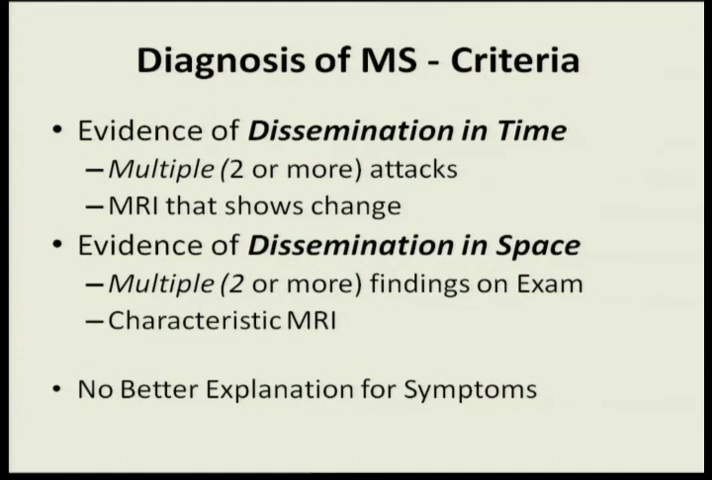 Diagnosis of MS - Criteria
• Evidence of Dissemination in Time
– Multiple (2 or more) attacks
– MRI that shows change
• Evidence of Dissemination in Space
– Multiple (2 or more) findings on Exam
– Characteristic MRI
• No Better Explanation for Symptoms